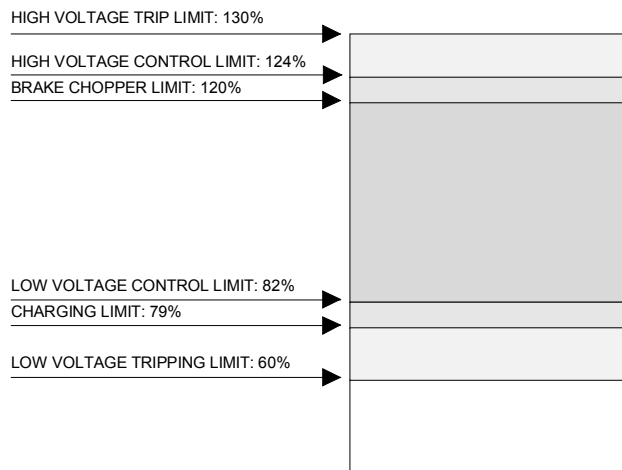 HIGH VOLTAGE TRIP LIMIT: 130%
HIGH VOLTAGE CONTROL LIMIT: 124%
BRAKE CHOPPER LIMIT: 120%
LOW VOLTAGE CONTROL LIMIT: 82%
CHARGING LIMIT: 79%
LOW VOLTAGE TRIPPING LIMIT: 60%